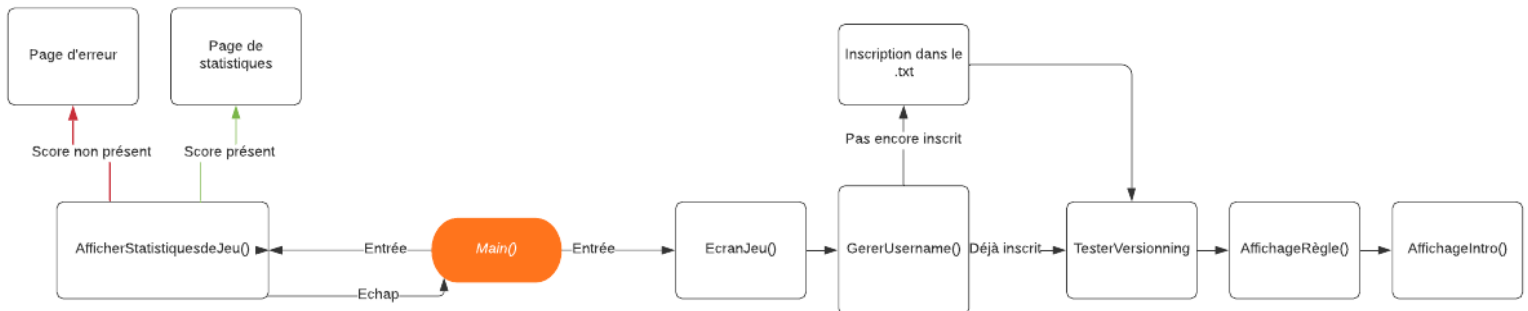 Page d'erreur
Page de
statistiques
Inscription dans le
.txt
Score non présent
Score présent
Pas encore inscrit
AfficherStatistiquesdeJeu()
Entrée
Main()
Entrée
EcranJeu()
GererUsername()
Déjà inscrit
TesterVersionning
AffichageRègle()
AffichageIntro()
Echap